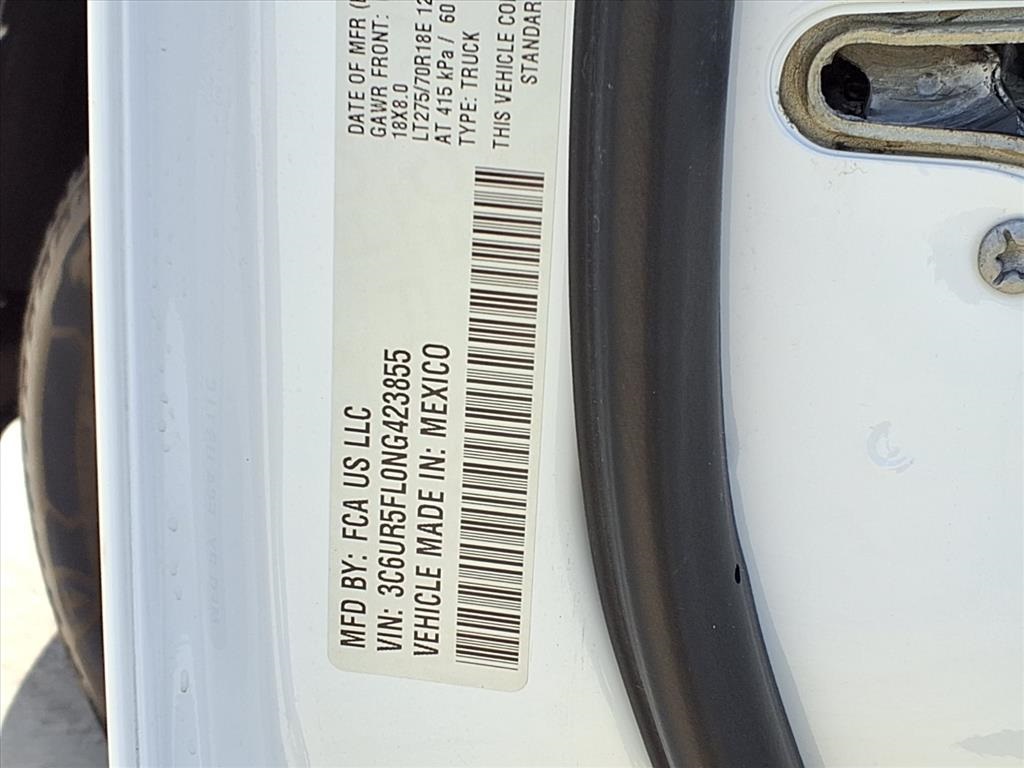 MFD BY: FCA US LLC
VIN: 3C6UR5FL0NG423855
VEHICLE MADE IN: MEXICO
DATE OF MFR
GAWR FRONT:
18X8.0
LT275/70R18E 12
AT 415 kPa / 60
TYPE: TRUCK
THIS VEHICLE CO
STANDAR